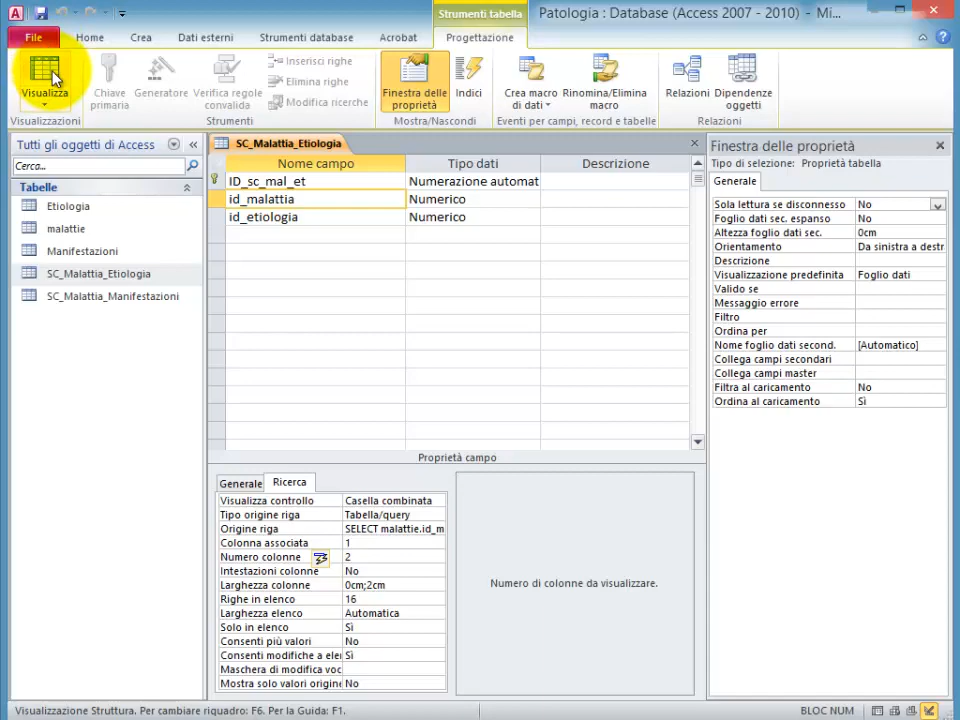 A
Strumenti tabella
Patologia : Database (Access 2007 - 2010) - Mi...
File
Home
Crea
Dati esterni
Strumenti database
Acrobat
Progettazione
Visualizza
Chiave primaria
Generatore
Verifica regole convalida
Inserisci righe
Elimina righe
Modifica ricerche
Finestra delle proprietà
Indici
Crea macro di dati
Rinomina/Elimina macro
Relazioni
Dipendenze oggetti
Visualizzazioni
Strumenti
Mostra/Nascondi
Eventi per campi, record e tabelle
Relazioni
Tutti gli oggetti di Access
Cerca...
Tabelle
Etiologia
malattie
Manifestazioni
SC_Malattia_Etiologia
SC_Malattia_Manifestazioni
SC_Malattia_Etiologia
Nome campo Tipo dati Descrizione
ID_sc_mal_et Numerazione automat
id_malattia Numerico
id_etiologia Numerico
Proprietà campo
Generale Ricerca
Visualizza controllo Casella combinata
Tipo origine riga Tabella/query
Origine riga SELECT malattie.id_m
Colonna associata 1
Numero colonne 2
Intestazioni colonne No
Larghezza colonne 0cm;2cm
Righe in elenco 16
Larghezza elenco Automatica
Solo in elenco Sì
Consenti più valori No
Consenti modifiche a elen Sì
Maschera di modifica voc
Mostra solo valori origine No
Numero di colonne da visualizzare.
Finestra delle proprietà
Tipo di selezione: Proprietà tabella
Generale
Sola lettura se disconnesso No
Foglio dati sec. espanso No
Altezza foglio dati sec. 0cm
Orientamento Da sinistra a destr
Descrizione
Visualizzazione predefinita Foglio dati
Valido se
Messaggio errore
Filtro
Ordina per
Nome foglio dati second. [Automatico]
Collega campi secondari
Collega campi master
Filtra al caricamento No
Ordina al caricamento Sì
Visualizzazione Struttura. Per cambiare riquadro: F6. Per la Guida: F1.
BLOC NUM